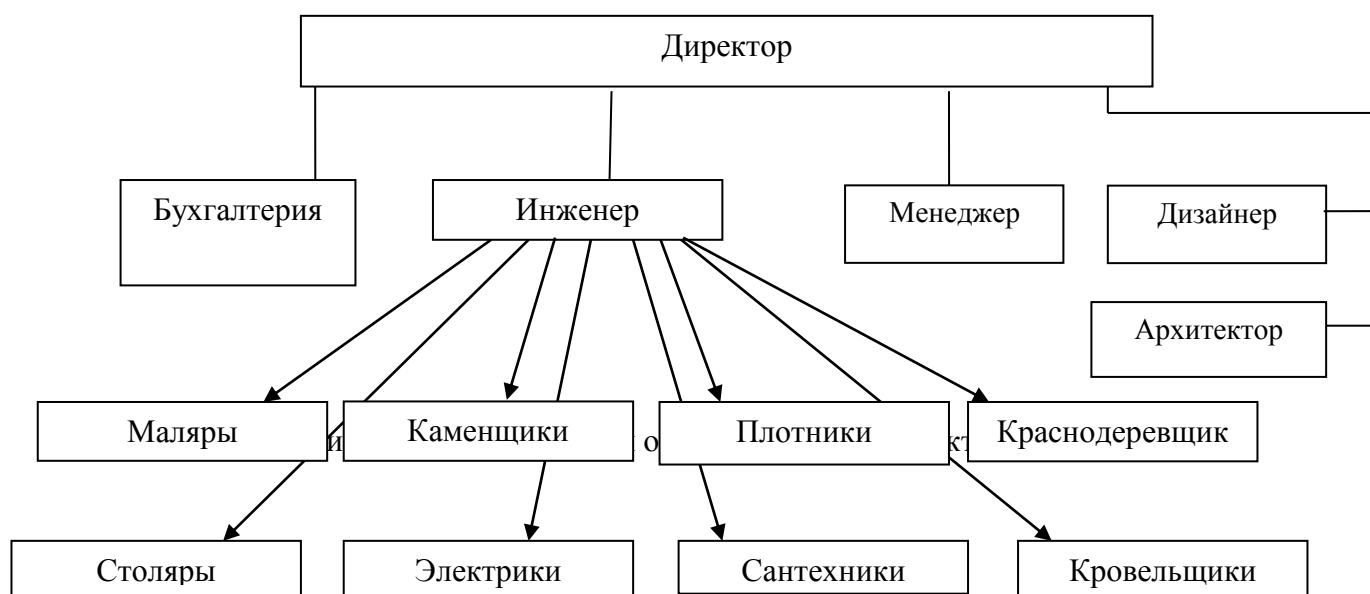 Директор
Бухгалтерия
Инженер
Менеджер
Дизайнер
Архитектор
Маляры
Каменщики
Плотники
Краснодеревщик
Столяры
Электрики
Сантехники
Кровельщики